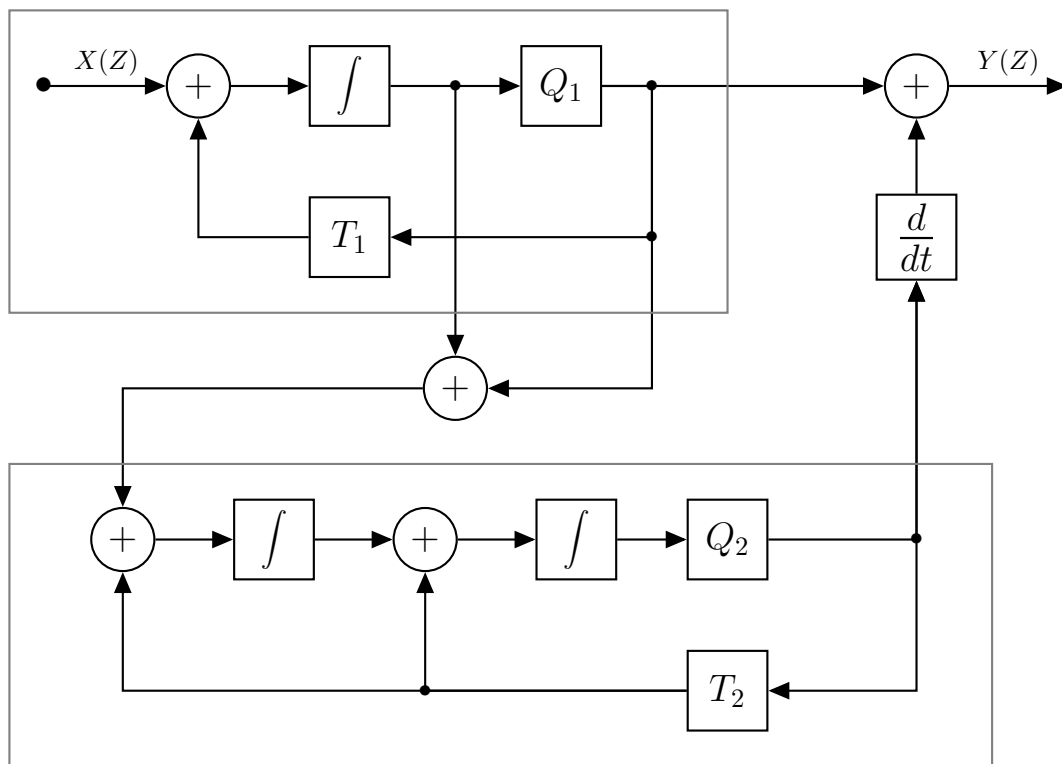 X(Z)
+
∫
Q₁
+
Y(Z)
T₁
d/dt
+
+
∫
+
∫
Q₂
T₂